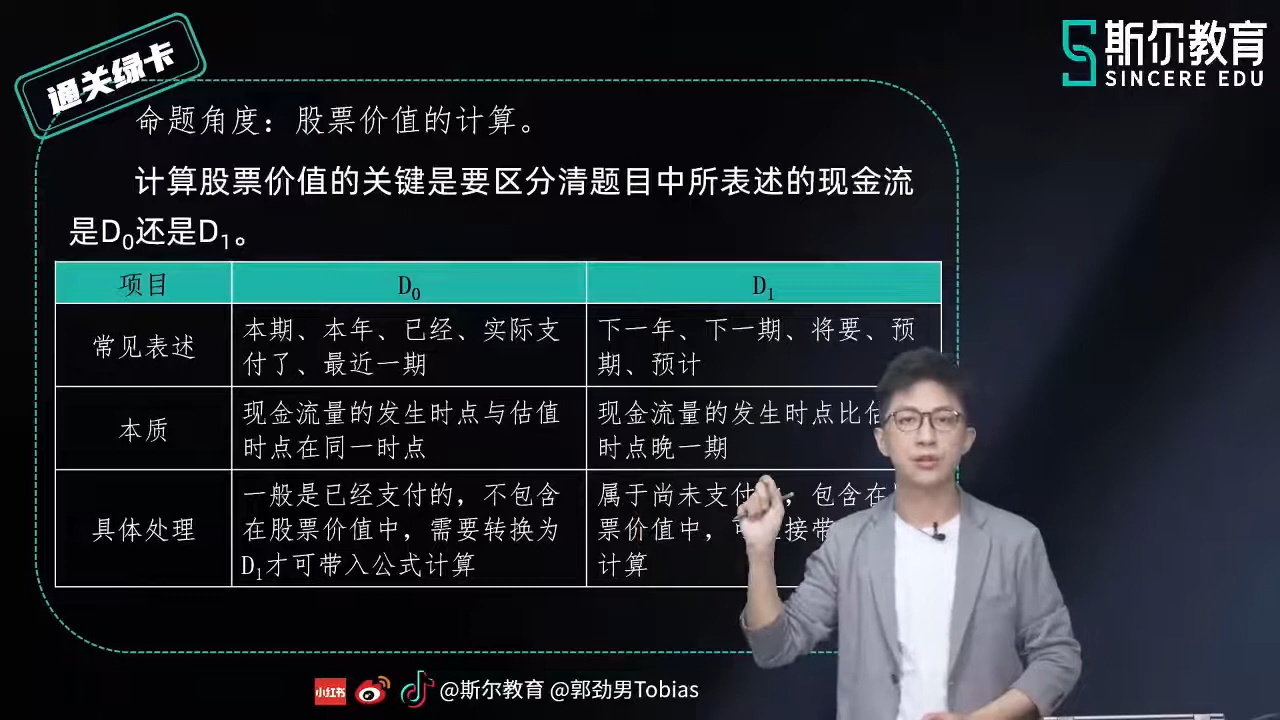 通关绿卡
斯尔教育
SINCERE EDU
命题角度：股票价值的计算。
计算股票价值的关键是要区分清题目中所表述的现金流
是D0还是D1。
项目 D0 D1
常见表述
本期、本年、已经、实际支
付了、最近一期
下一年、下一期、将要、预
期、预计
本质
现金流量的发生时点与估值
时点在同一时点
现金流量的发生时点比估
时点晚一期
具体处理
一般是已经支付的，不包含
在股票价值中，需要转换为
D1才可带入公式计算
属于尚未支付 ，包含在
票价值中， 接带
计算
小红书 @斯尔教育 @郭劲男Tobias